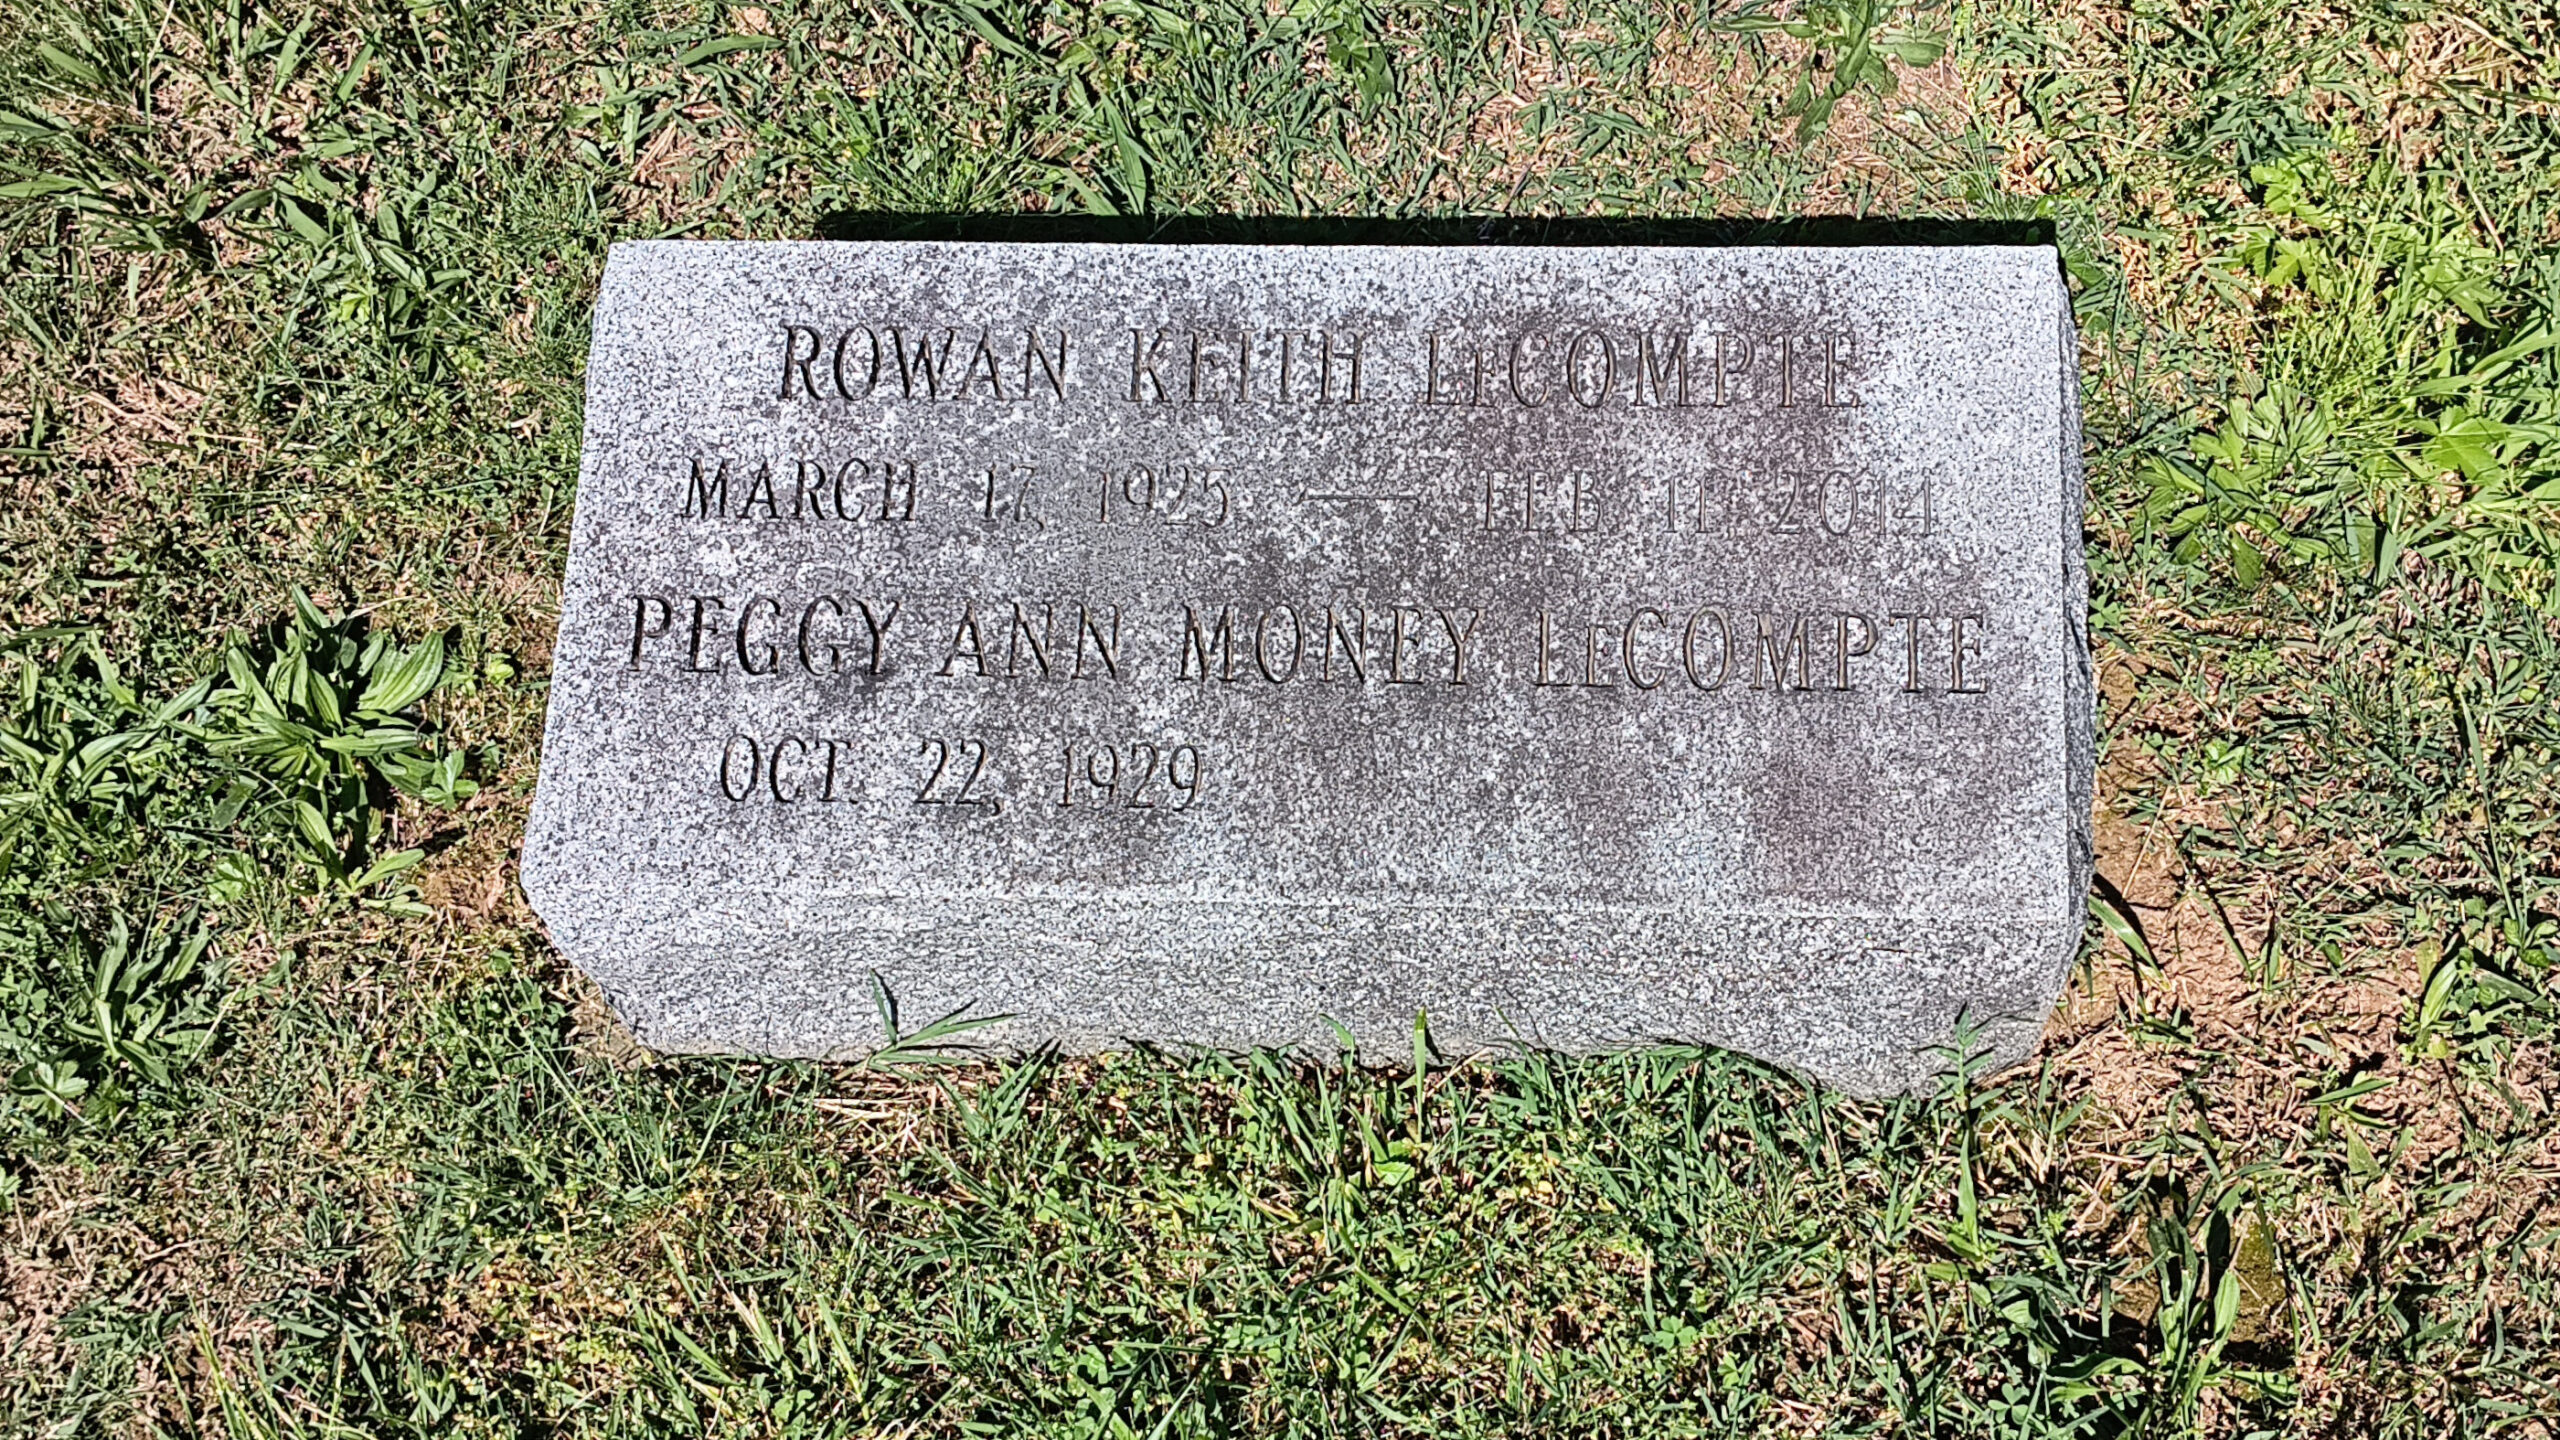 ROWAN KEITH LeCOMPTE
MARCH 17, 1925 — FEB 11 2014
PEGGY ANN MONEY LeCOMPTE
OCT. 22, 1929